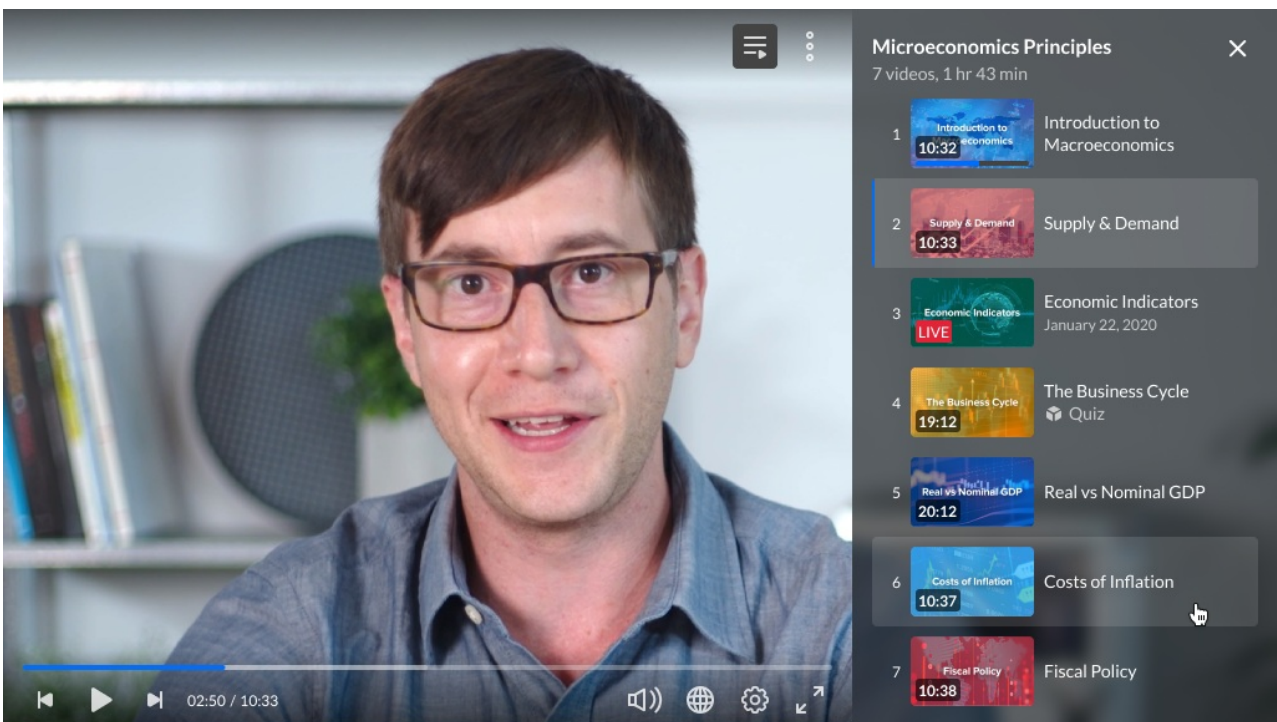 Microeconomics Principles
7 videos, 1 hr 43 min
1
Introduction to
economics
10:32
Introduction to
Macroeconomics
2
Supply & Demand
10:33
Supply & Demand
3
Economic Indicators
LIVE
Economic Indicators
January 22, 2020
4
The Business Cycle
19:12
The Business Cycle
Quiz
5
Real vs Nominal GDP
20:12
Real vs Nominal GDP
6
Costs of Inflation
10:37
Costs of Inflation
7
Fiscal Policy
10:38
Fiscal Policy
02:50 / 10:33